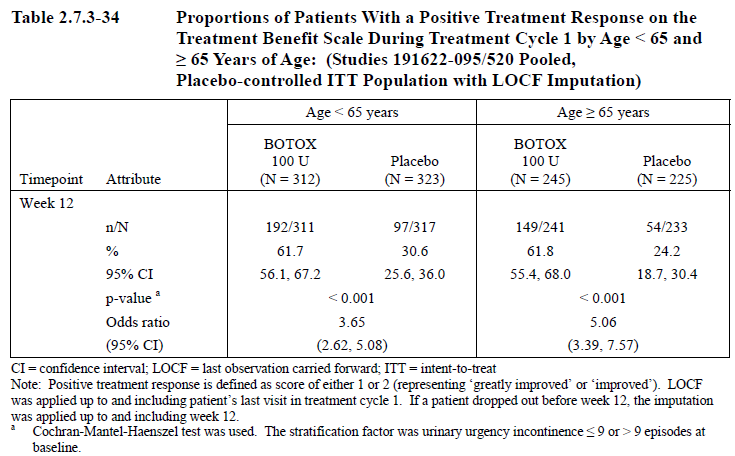 Table 2.7.3-34 Proportions of Patients With a Positive Treatment Response on the
Treatment Benefit Scale During Treatment Cycle 1 by Age < 65 and
≥ 65 Years of Age: (Studies 191622-095/520 Pooled,
Placebo-controlled ITT Population with LOCF Imputation)
Age < 65 years Age ≥ 65 years
BOTOX BOTOX
100 U Placebo 100 U Placebo
Timepoint Attribute (N = 312) (N = 323) (N = 245) (N = 225)
Week 12
n/N 192/311 97/317 149/241 54/233
% 61.7 30.6 61.8 24.2
95% CI 56.1, 67.2 25.6, 36.0 55.4, 68.0 18.7, 30.4
p-value a < 0.001 < 0.001
Odds ratio 3.65 5.06
(95% CI) (2.62, 5.08) (3.39, 7.57)
CI = confidence interval; LOCF = last observation carried forward; ITT = intent-to-treat
Note: Positive treatment response is defined as score of either 1 or 2 (representing ‘greatly improved’ or ‘improved’). LOCF
was applied up to and including patient’s last visit in treatment cycle 1. If a patient dropped out before week 12, the imputation
was applied up to and including week 12.
a Cochran-Mantel-Haenszel test was used. The stratification factor was urinary urgency incontinence ≤ 9 or > 9 episodes at
baseline.